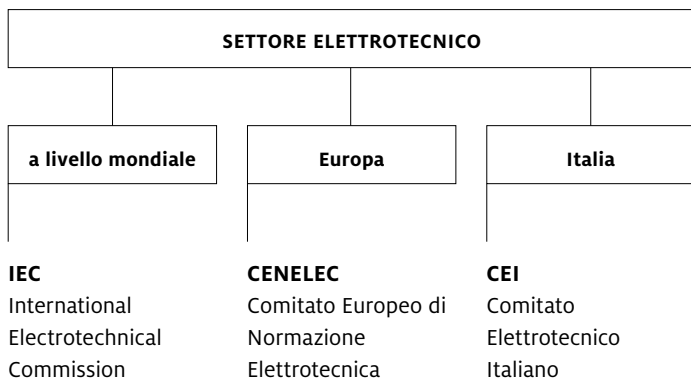 SETTORE ELETTROTECNICO
a livello mondiale
Europa
Italia
IEC
International
Electrotechnical
Commission
CENELEC
Comitato Europeo di
Normazione
Elettrotecnica
CEI
Comitato
Elettrotecnico
Italiano